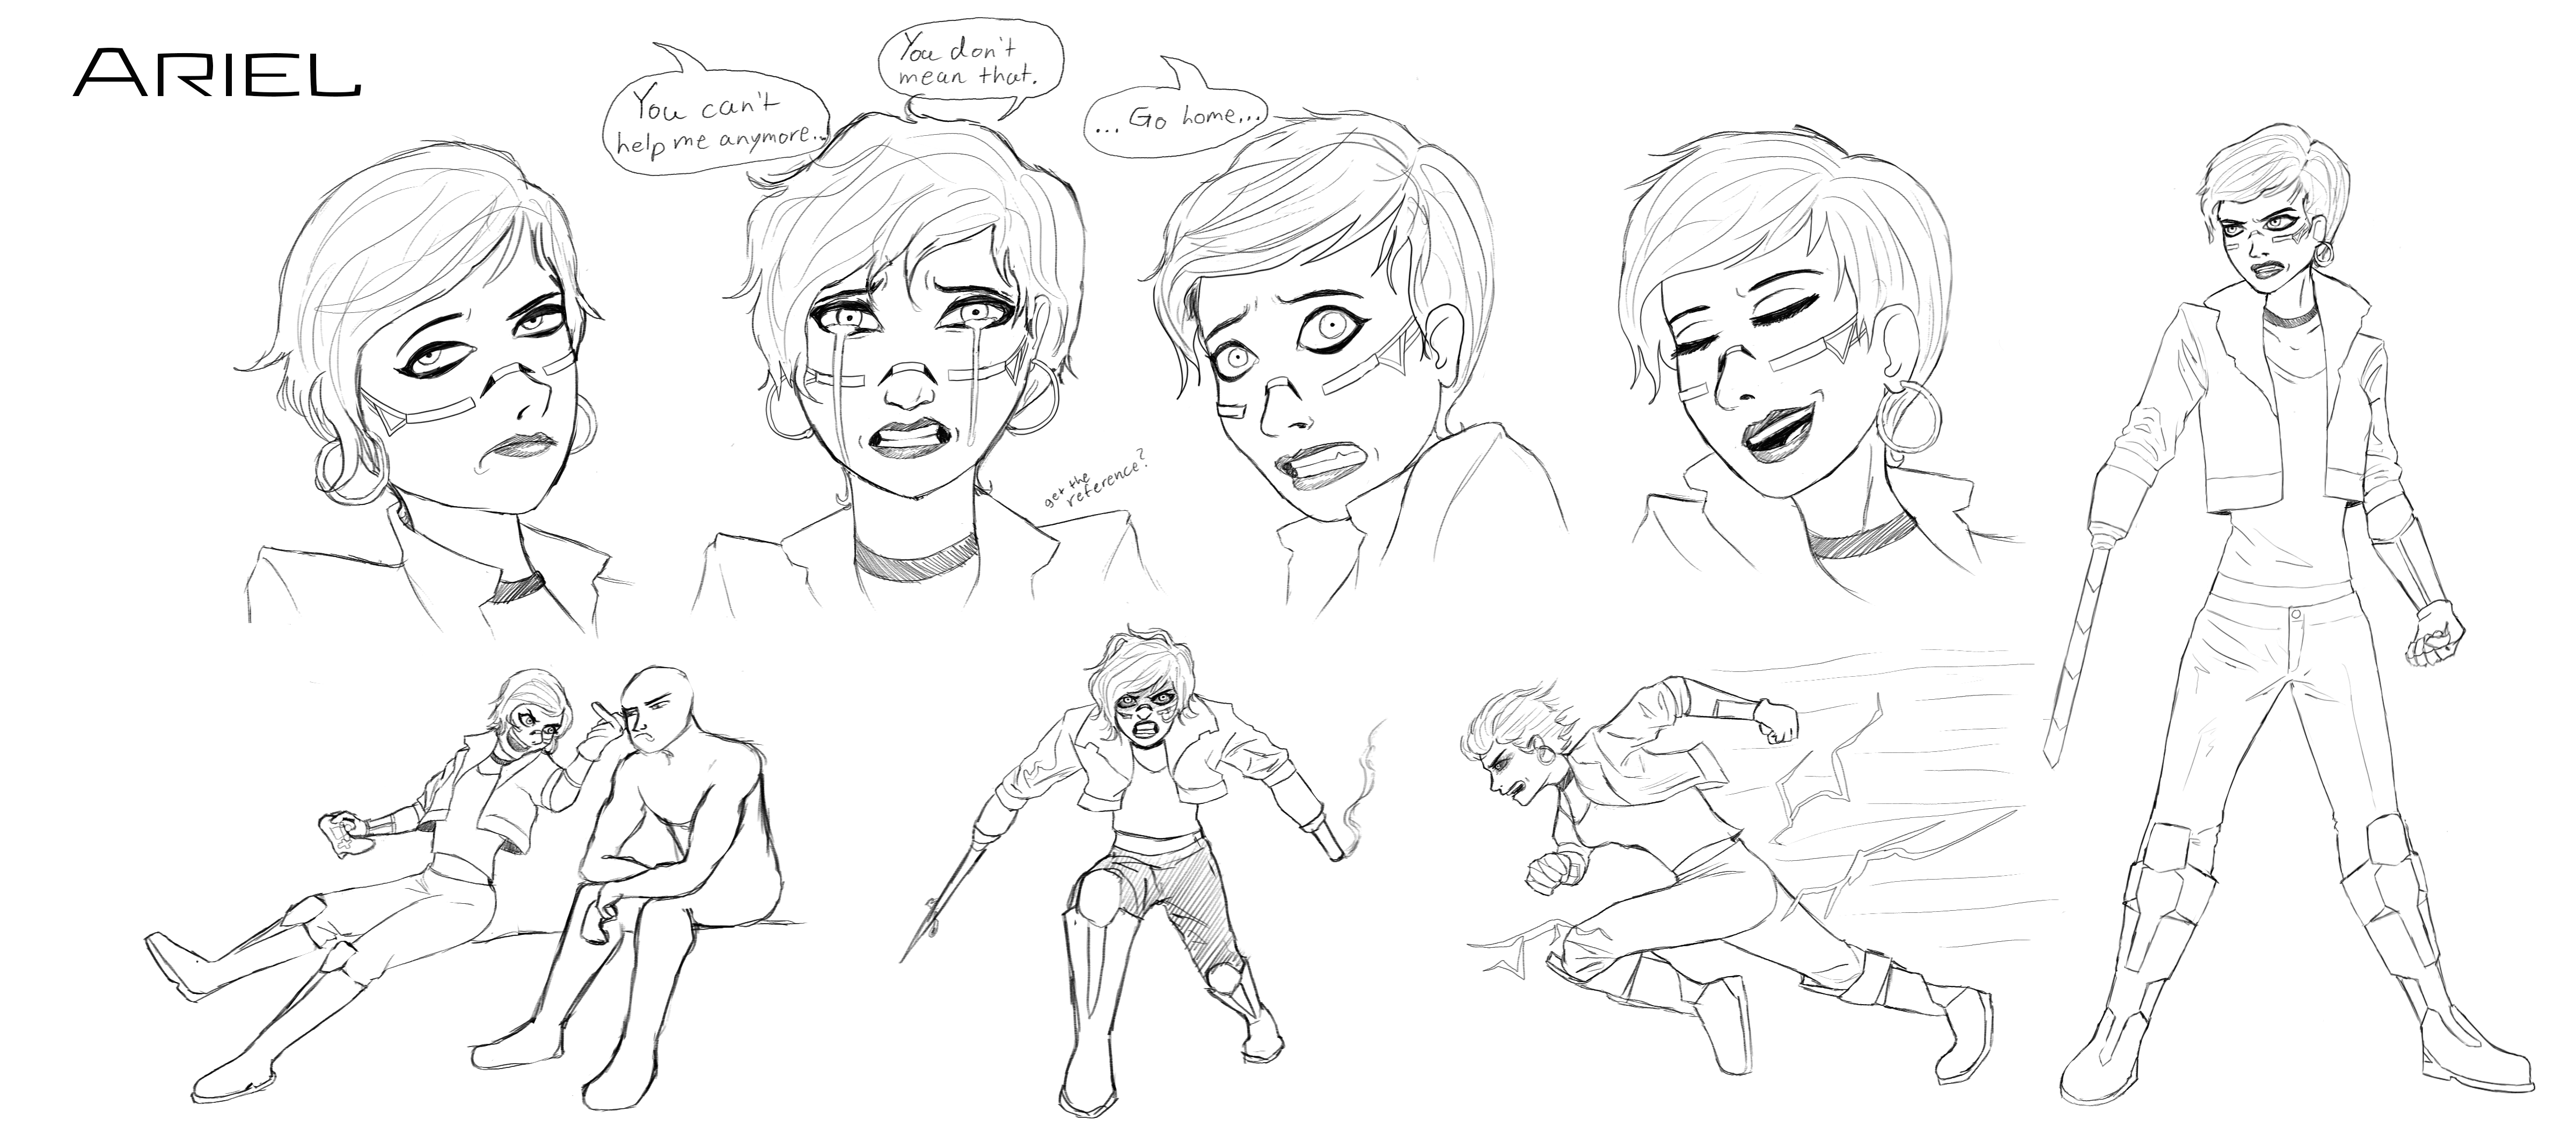 ARIEL
You can't
help me anymore..
You don't
mean that.
... Go home...
get the
reference?